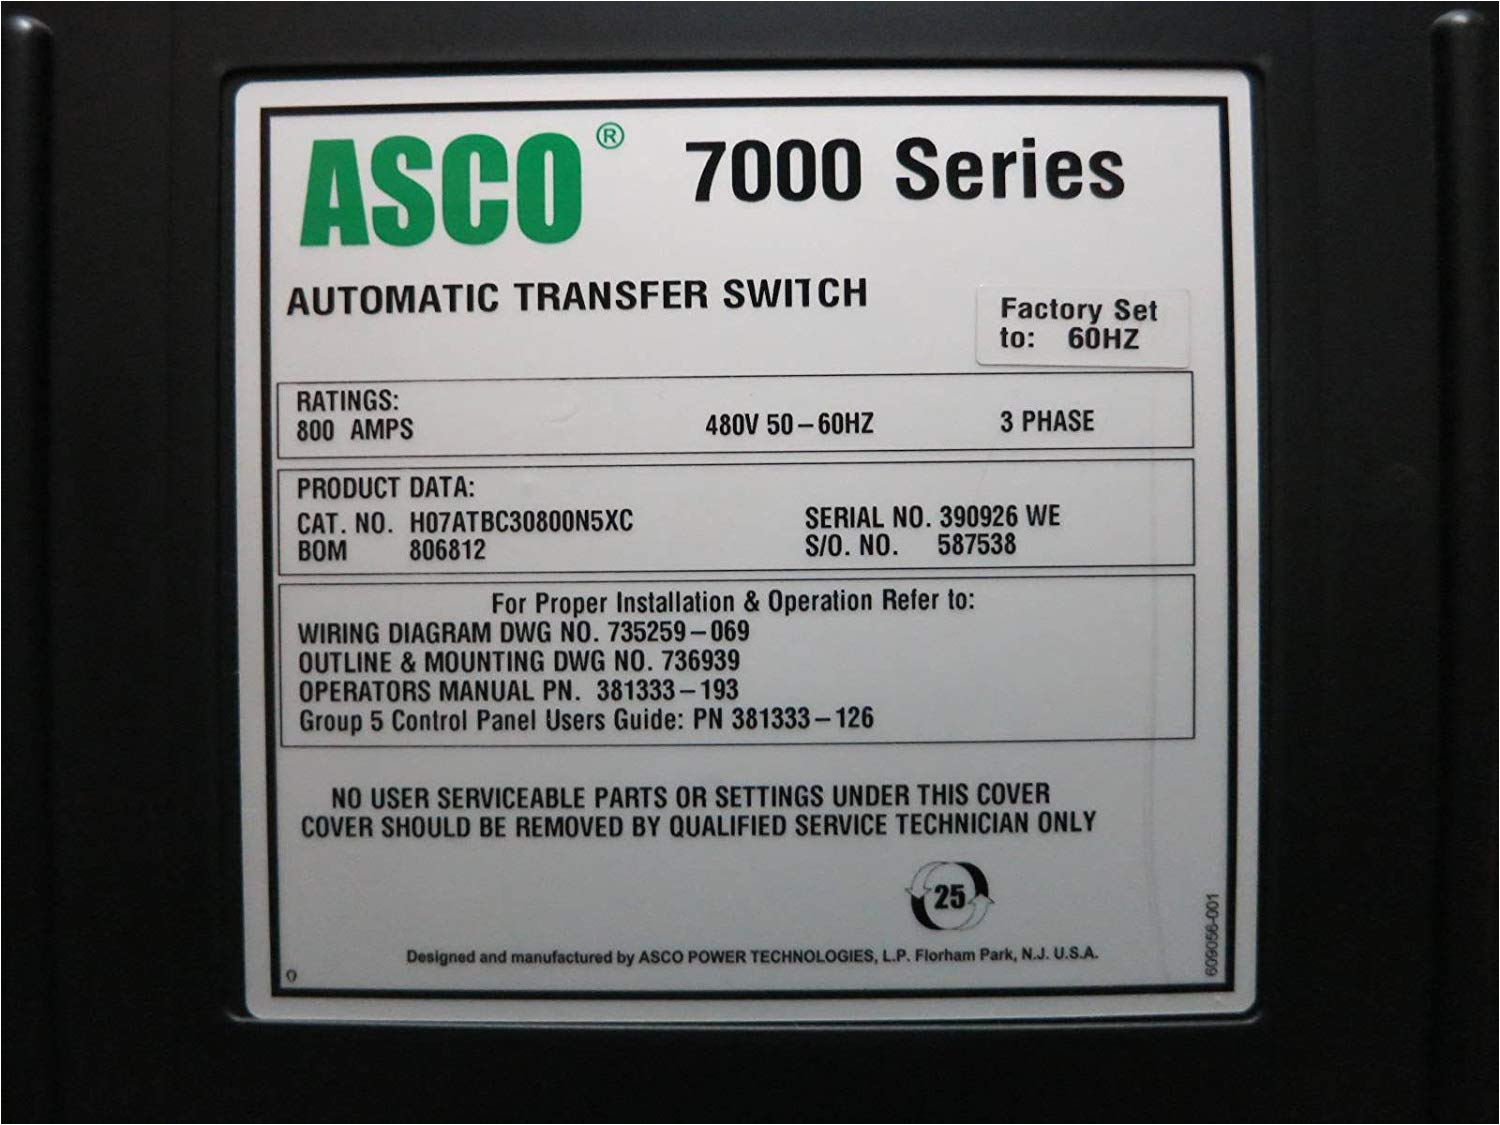 ASCO® 7000 Series
AUTOMATIC TRANSFER SWITCH
Factory Set
to: 60HZ
RATINGS:
800 AMPS 480V 50-60HZ 3 PHASE
PRODUCT DATA:
CAT. NO. H07ATBC30800N5XC SERIAL NO. 390926 WE
BOM 806812 S/O. NO. 587538
For Proper Installation & Operation Refer to:
WIRING DIAGRAM DWG NO. 735259-069
OUTLINE & MOUNTING DWG NO. 736939
OPERATORS MANUAL PN. 381333-193
Group 5 Control Panel Users Guide: PN 381333-126
NO USER SERVICEABLE PARTS OR SETTINGS UNDER THIS COVER
COVER SHOULD BE REMOVED BY QUALIFIED SERVICE TECHNICIAN ONLY
25
Designed and manufactured by ASCO POWER TECHNOLOGIES, L.P. Florham Park, N.J. U.S.A.
0
609056-001